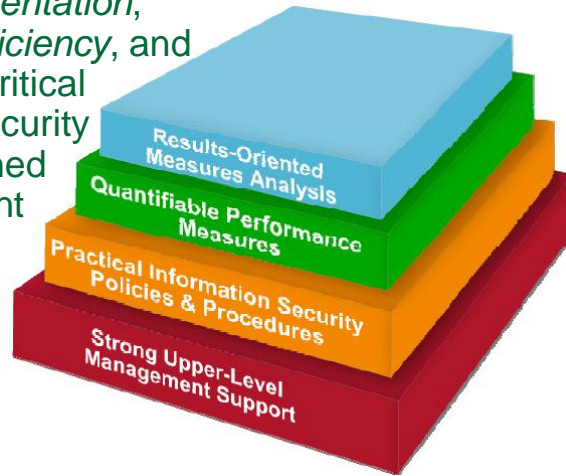 entation,
iciency, and
ritical
ecurity
ned
nt
Results-Oriented
Measures Analysis
Quantifiable Performance
Measures
Practical Information Security
Policies & Procedures
Strong Upper-Level
Management Support